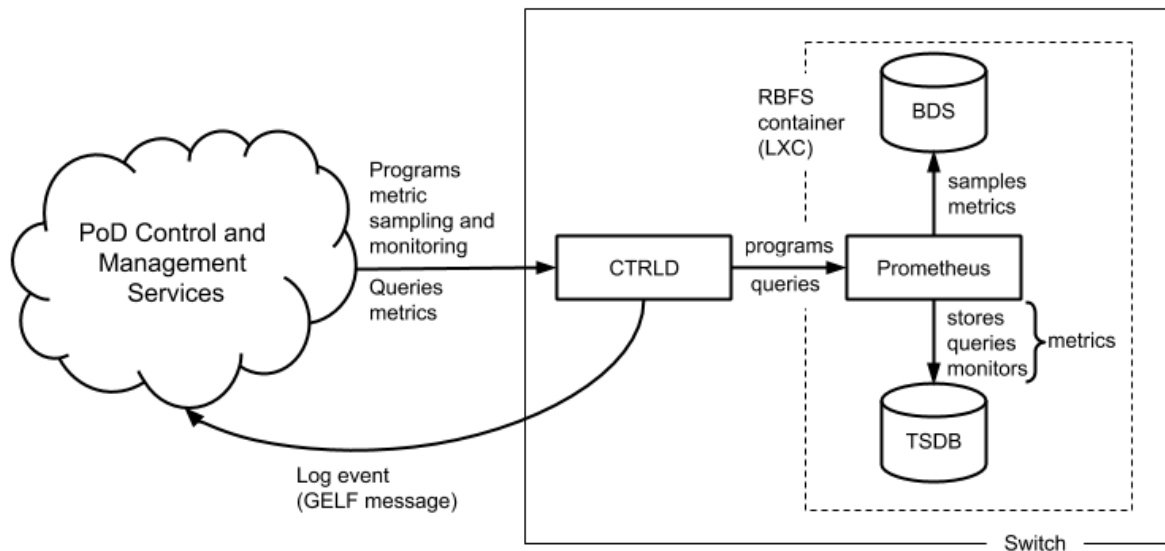 RBFS
container
(LXC)
BDS
Programs
metric
sampling and
monitoring
samples
metrics
PoD Control and
Management
Services
CTRLD
programs
queries
Prometheus
Queries
metrics
stores
queries
monitors
metrics
TSDB
Log event
(GELF message)
Switch